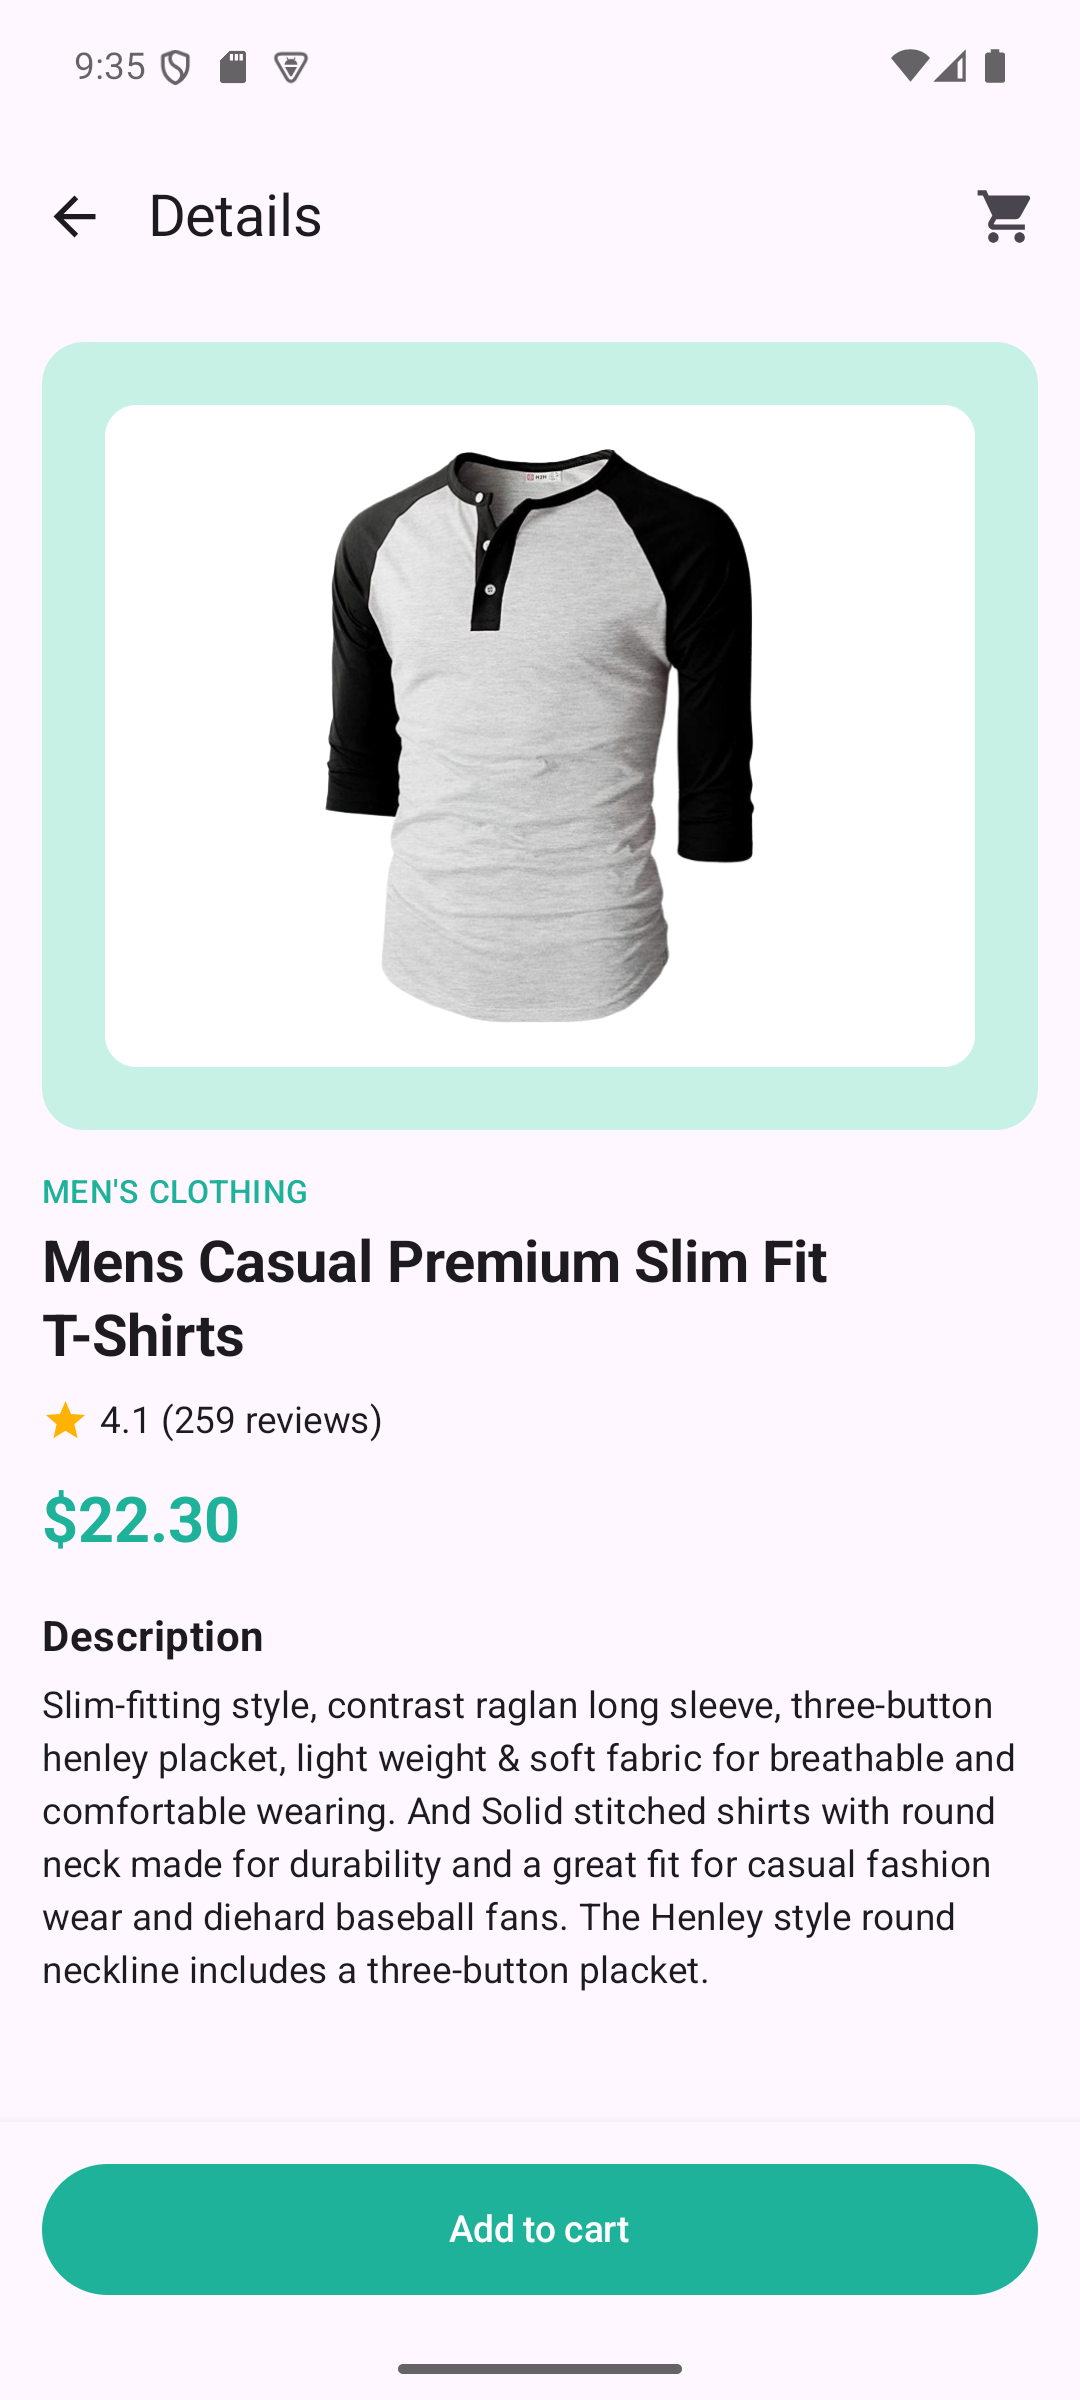 9:35
Details
MEN'S CLOTHING
Mens Casual Premium Slim Fit
T-Shirts
4.1 (259 reviews)
$22.30
Description
Slim-fitting style, contrast raglan long sleeve, three-button
henley placket, light weight & soft fabric for breathable and
comfortable wearing. And Solid stitched shirts with round
neck made for durability and a great fit for casual fashion
wear and diehard baseball fans. The Henley style round
neckline includes a three-button placket.
Add to cart